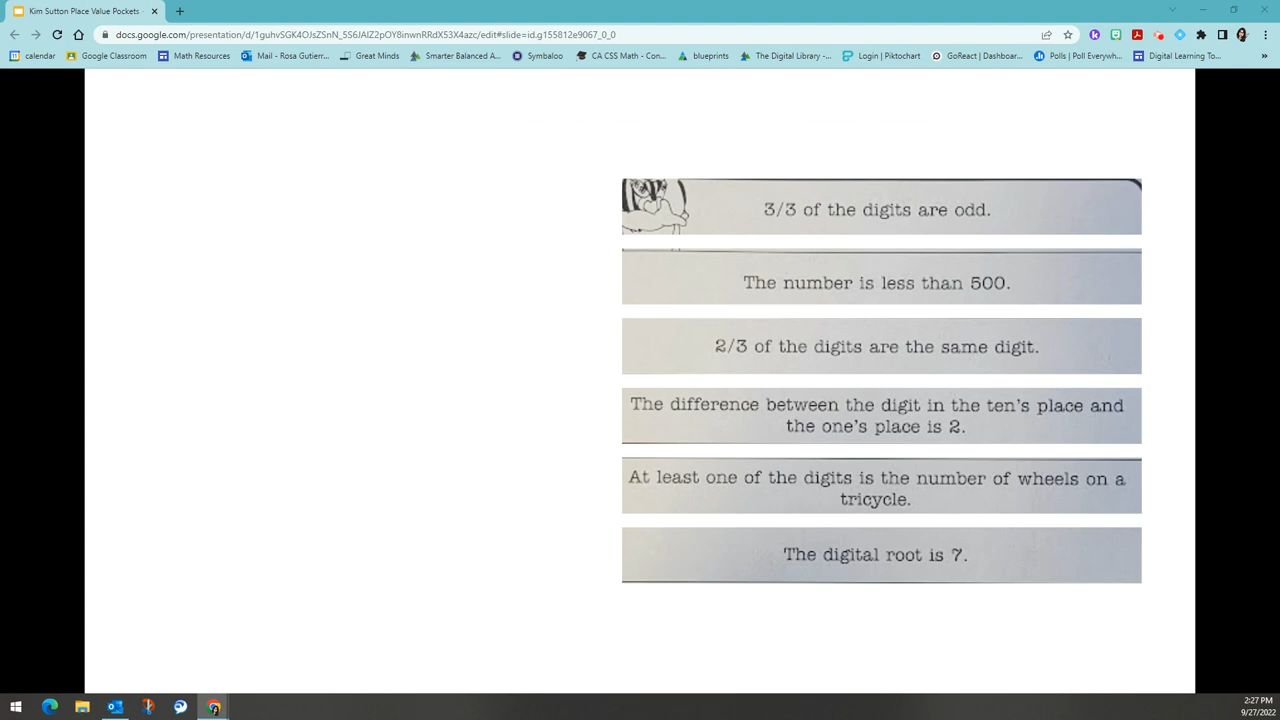 Kim Sutton Place Value Pockets -
docs.google.com/presentation/d/1guhvSGK4OJsZSnN_5S6JAIZ2pOY8inwnRRdX53X4azc/edit#slide=id.g155812e9067_0_0
calendar Google Classroom Math Resources Mail - Rosa Gutierr... Great Minds Smarter Balanced A... Symbaloo CA CSS Math - Con... blueprints The Digital Library -... Login | Piktochart GoReact | Dashboar... Polls | Poll Everywh... Digital Learning To... »
3/3 of the digits are odd.
The number is less than 500.
2/3 of the digits are the same digit.
The difference between the digit in the ten's place and
the one's place is 2.
At least one of the digits is the number of wheels on a
tricycle.
The digital root is 7.
2:27 PM
9/27/2022